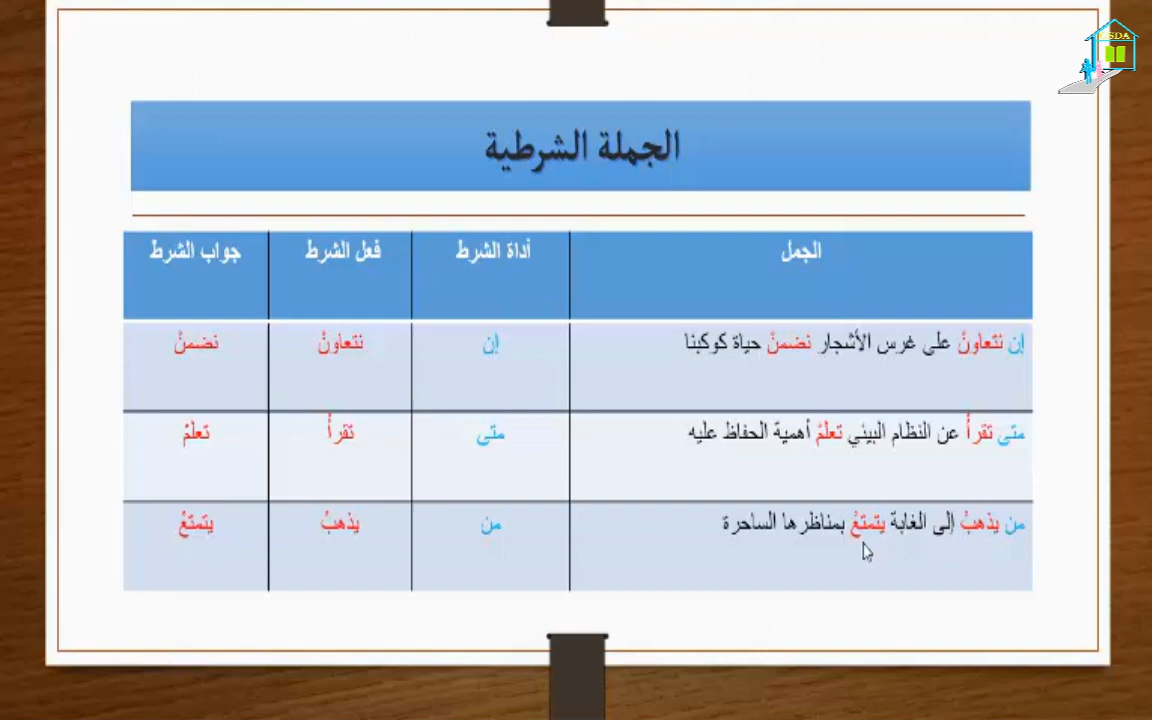 SDA
الجملة الشرطية
الجمل أداة الشرط فعل الشرط جواب الشرط
إن نتعاونْ على غرس الأشجار نضمنْ حياة كوكبنا إن نتعاونْ نضمنْ
متى تقرأْ عن النظام البيئي تعلمْ أهمية الحفاظ عليه متى تقرأْ تعلمْ
من يذهبْ إلى الغابة يتمتعْ بمناظرها الساحرة من يذهبْ يتمتعْ